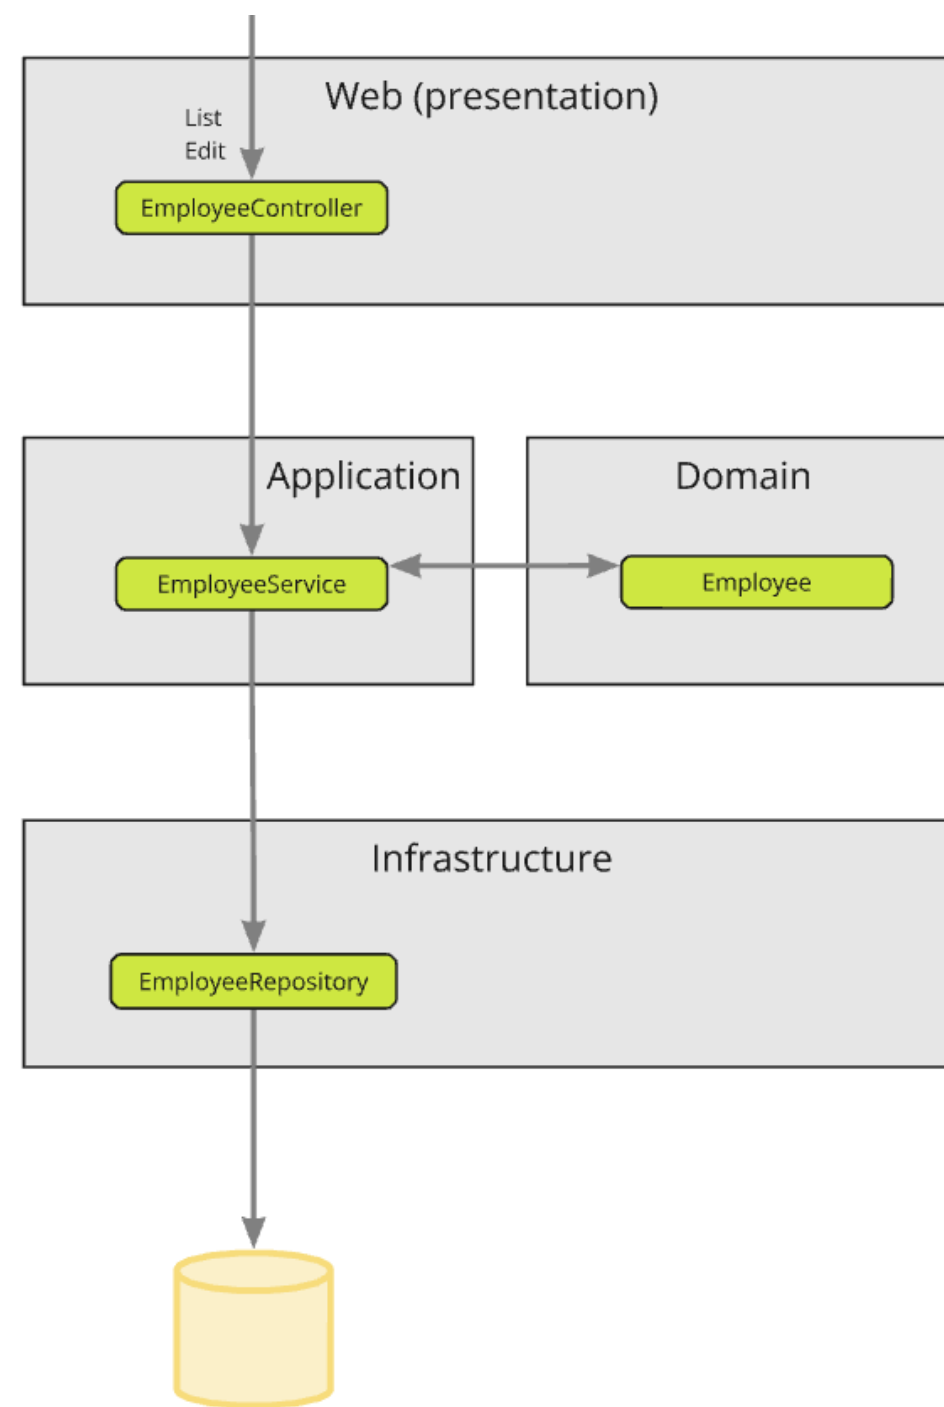 Web (presentation)
List
Edit
EmployeeController
Application
Domain
EmployeeService
Employee
Infrastructure
EmployeeRepository